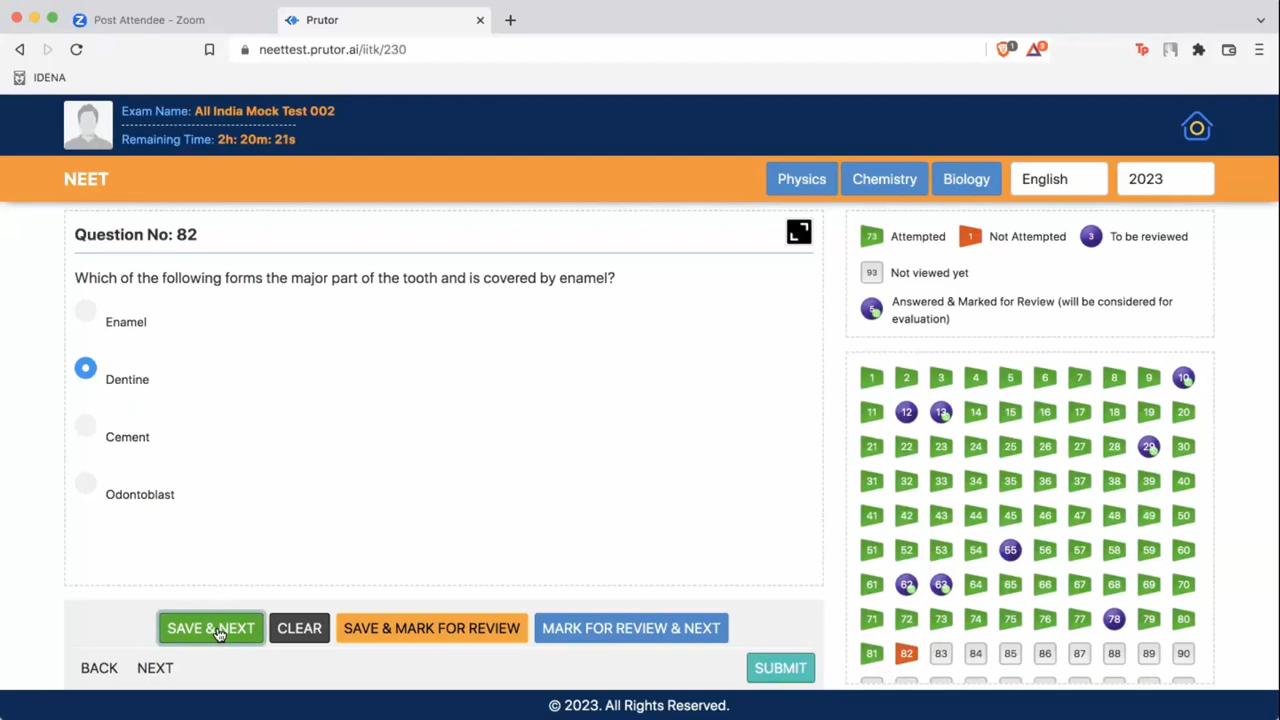 Post Attendee - Zoom
Prutor
neettest.prutor.ai/iitk/230
1
3
Tp
IDENA
Exam Name: All India Mock Test 002
Remaining Time: 2h: 20m: 21s
NEET
Physics
Chemistry
Biology
English
2023
Question No: 82
Which of the following forms the major part of the tooth and is covered by enamel?
Enamel
Dentine
Cement
Odontoblast
SAVE & NEXT
CLEAR
SAVE & MARK FOR REVIEW
MARK FOR REVIEW & NEXT
BACK
NEXT
SUBMIT
73 Attempted
1 Not Attempted
3 To be reviewed
93 Not viewed yet
5 Answered & Marked for Review (will be considered for
evaluation)
1 2 3 4 5 6 7 8 9 10
11 12 13 14 15 16 17 18 19 20
21 22 23 24 25 26 27 28 29 30
31 32 33 34 35 36 37 38 39 40
41 42 43 44 45 46 47 48 49 50
51 52 53 54 55 56 57 58 59 60
61 62 63 64 65 66 67 68 69 70
71 72 73 74 75 76 77 78 79 80
81 82 83 84 85 86 87 88 89 90
© 2023. All Rights Reserved.